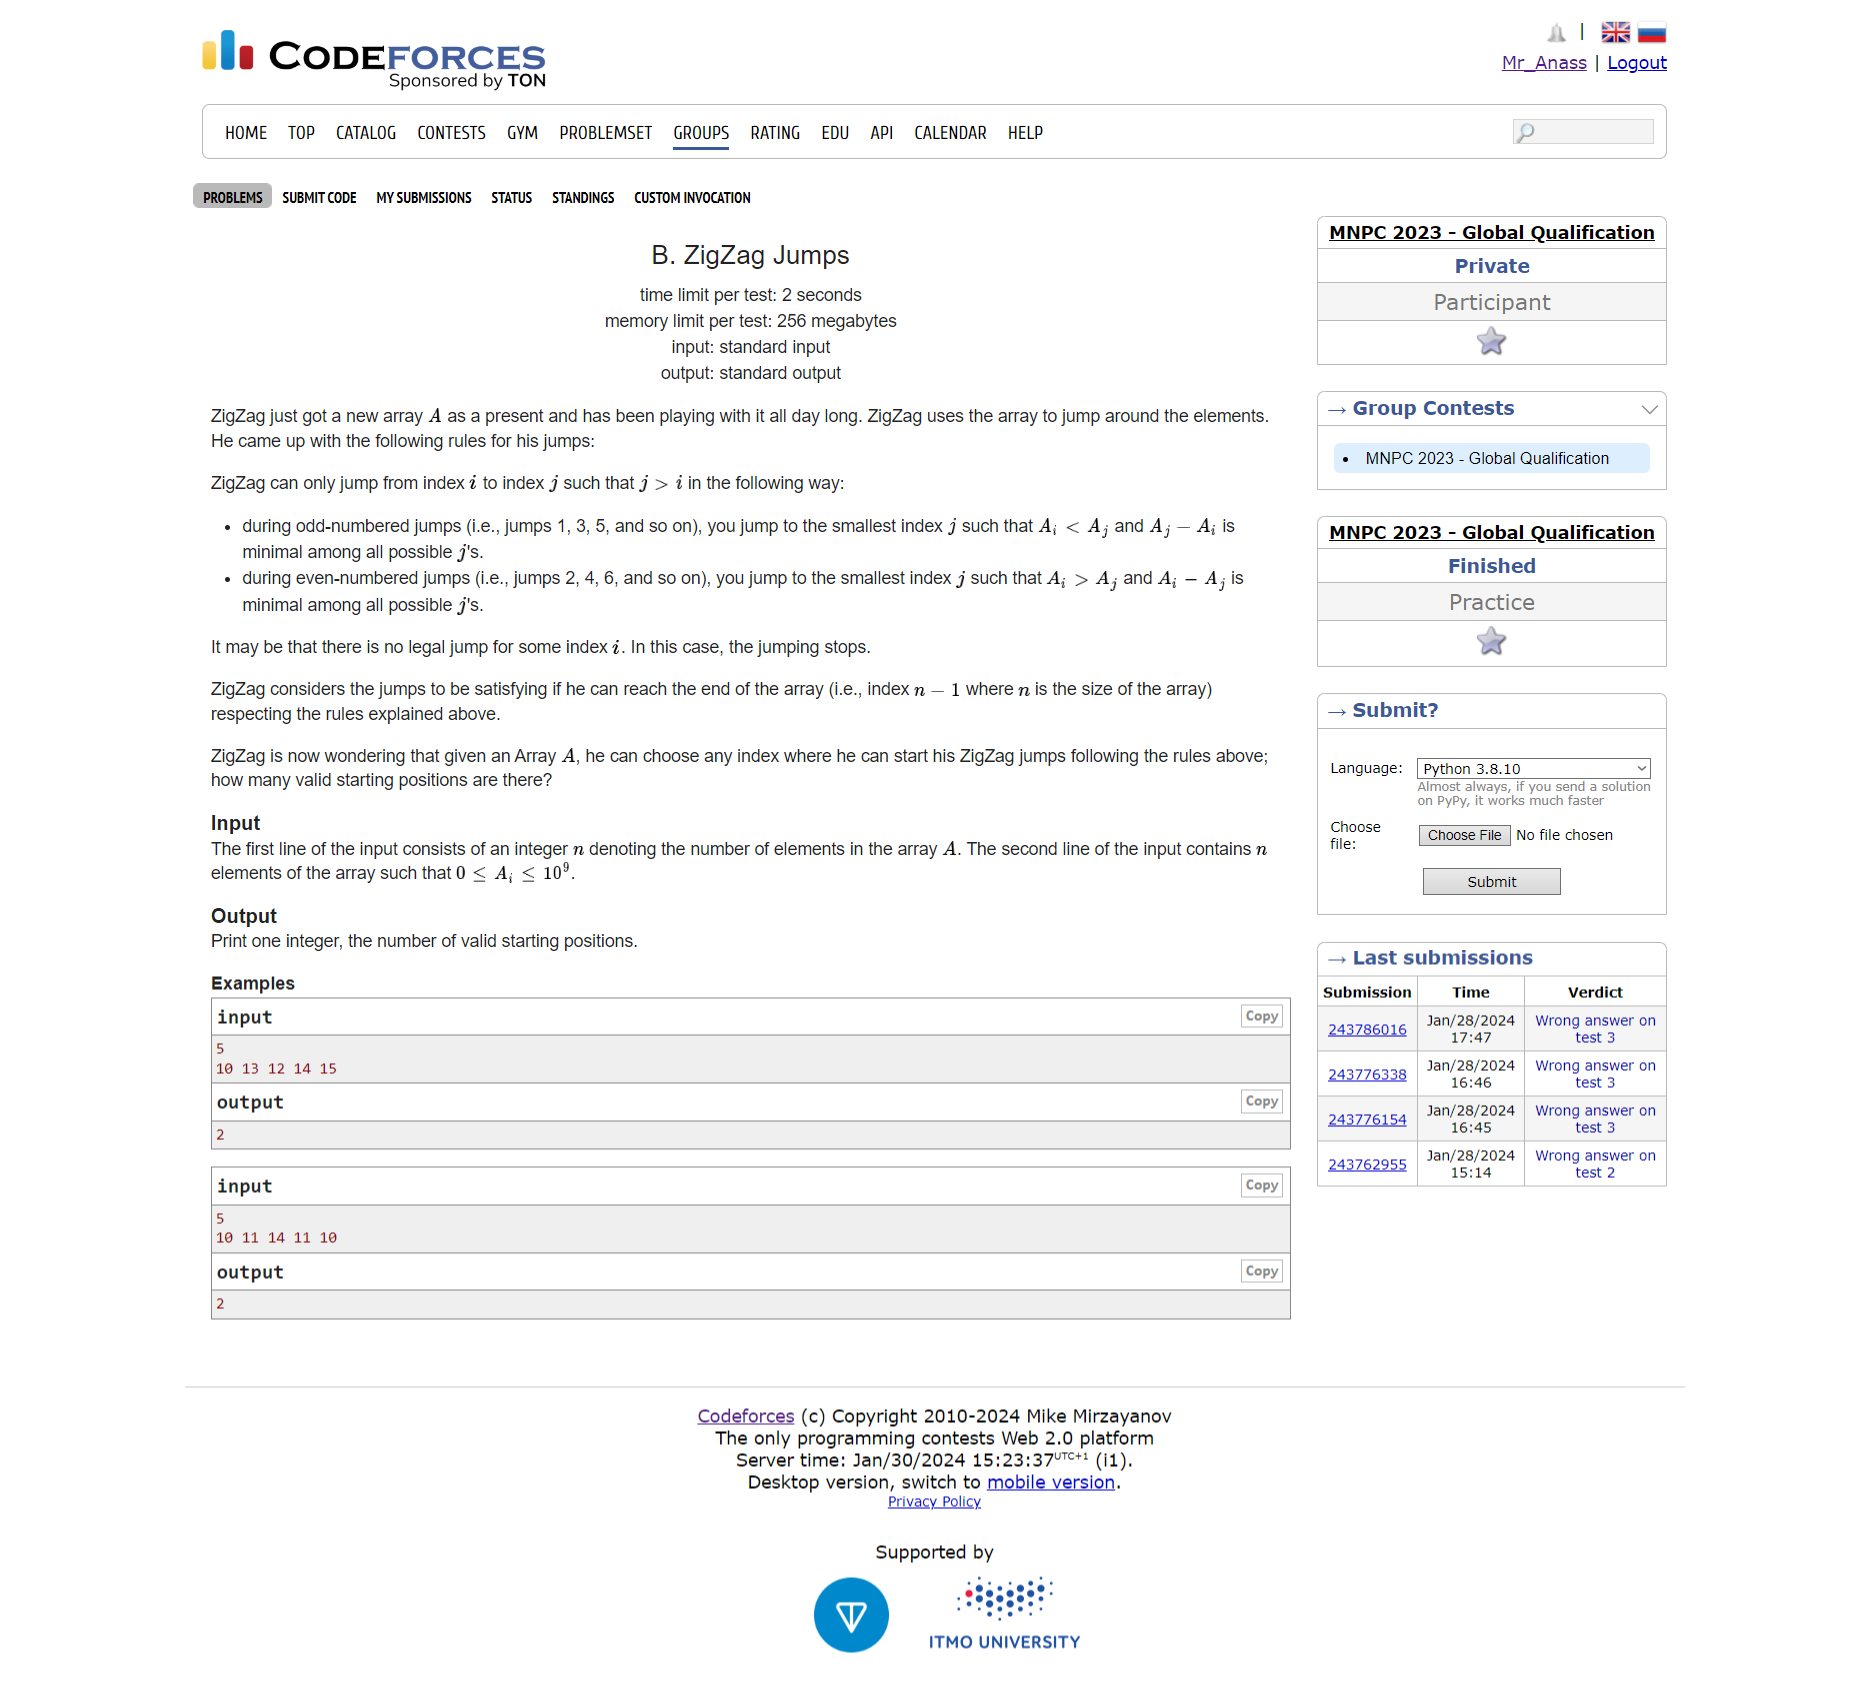 CODEFORCES
Sponsored by TON
|
Mr_Anass | Logout
HOME TOP CATALOG CONTESTS GYM PROBLEMSET GROUPS RATING EDU API CALENDAR HELP
PROBLEMS SUBMIT CODE MY SUBMISSIONS STATUS STANDINGS CUSTOM INVOCATION
B. ZigZag Jumps
time limit per test: 2 seconds
memory limit per test: 256 megabytes
input: standard input
output: standard output
ZigZag just got a new array A as a present and has been playing with it all day long. ZigZag uses the array to jump around the elements.
He came up with the following rules for his jumps:
ZigZag can only jump from index i to index j such that j > i in the following way:
• during odd-numbered jumps (i.e., jumps 1, 3, 5, and so on), you jump to the smallest index j such that A_i < A_j and A_j − A_i is
minimal among all possible j's.
• during even-numbered jumps (i.e., jumps 2, 4, 6, and so on), you jump to the smallest index j such that A_i > A_j and A_i − A_j is
minimal among all possible j's.
It may be that there is no legal jump for some index i. In this case, the jumping stops.
ZigZag considers the jumps to be satisfying if he can reach the end of the array (i.e., index n − 1 where n is the size of the array)
respecting the rules explained above.
ZigZag is now wondering that given an Array A, he can choose any index where he can start his ZigZag jumps following the rules above;
how many valid starting positions are there?
Input
The first line of the input consists of an integer n denoting the number of elements in the array A. The second line of the input contains n
elements of the array such that 0 ≤ A_i ≤ 10^9.
Output
Print one integer, the number of valid starting positions.
Examples
input Copy
5
10 13 12 14 15
output Copy
2
input Copy
5
10 11 14 11 10
output Copy
2
MNPC 2023 - Global Qualification
Private
Participant
→ Group Contests
• MNPC 2023 - Global Qualification
MNPC 2023 - Global Qualification
Finished
Practice
→ Submit?
Language: Python 3.8.10
Almost always, if you send a solution
on PyPy, it works much faster
Choose
file: Choose File No file chosen
Submit
→ Last submissions
Submission Time Verdict
243786016 Jan/28/2024 17:47 Wrong answer on test 3
243776338 Jan/28/2024 16:46 Wrong answer on test 3
243776154 Jan/28/2024 16:45 Wrong answer on test 3
243762955 Jan/28/2024 15:14 Wrong answer on test 2
Codeforces (c) Copyright 2010-2024 Mike Mirzayanov
The only programming contests Web 2.0 platform
Server time: Jan/30/2024 15:23:37 UTC+1 (i1).
Desktop version, switch to mobile version.
Privacy Policy
Supported by
ITMO UNIVERSITY